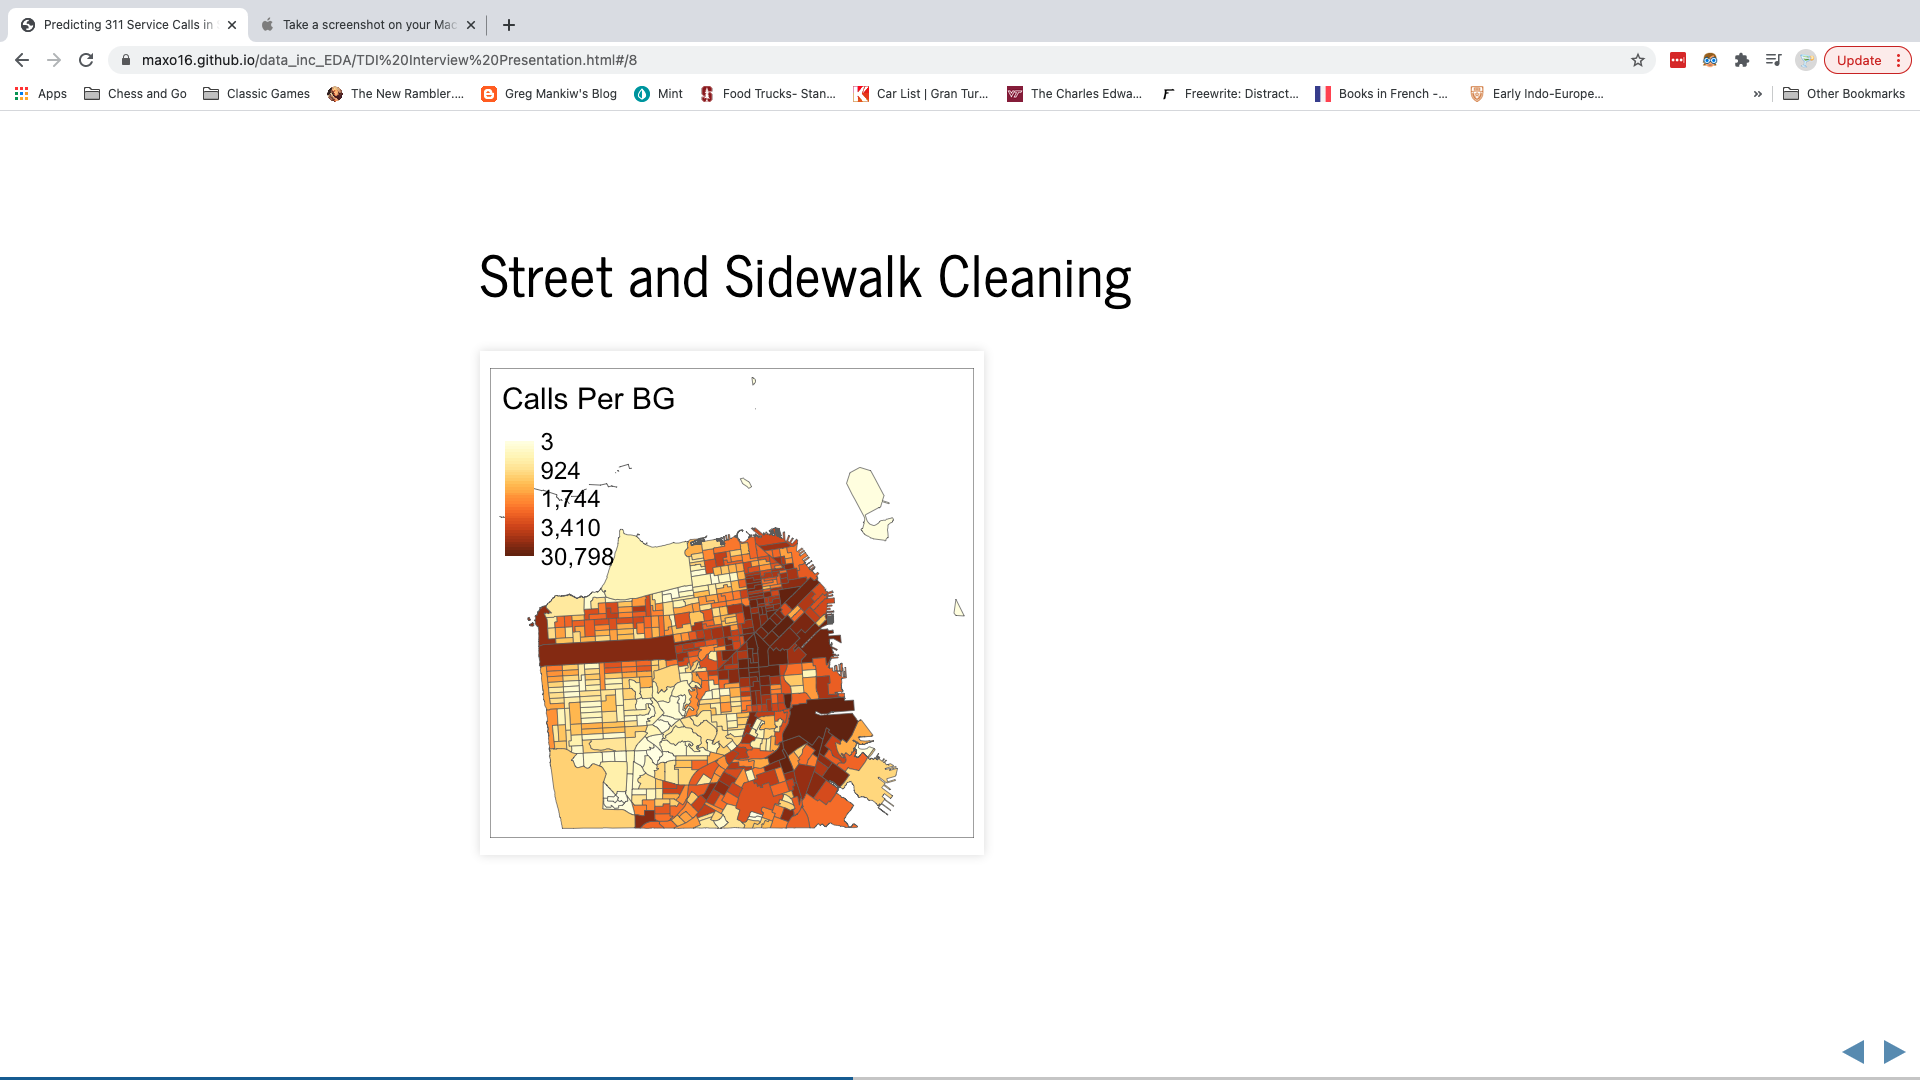 Predicting 311 Service Calls in
Take a screenshot on your Mac
maxo16.github.io/data_inc_EDA/TDI%20Interview%20Presentation.html#/8
Update
Apps
Chess and Go
Classic Games
The New Rambler....
Greg Mankiw's Blog
Mint
Food Trucks- Stan...
Car List | Gran Tur...
The Charles Edwa...
Freewrite: Distract...
Books in French -...
Early Indo-Europe...
»
Other Bookmarks
Street and Sidewalk Cleaning
Calls Per BG
3
924
1,744
3,410
30,798